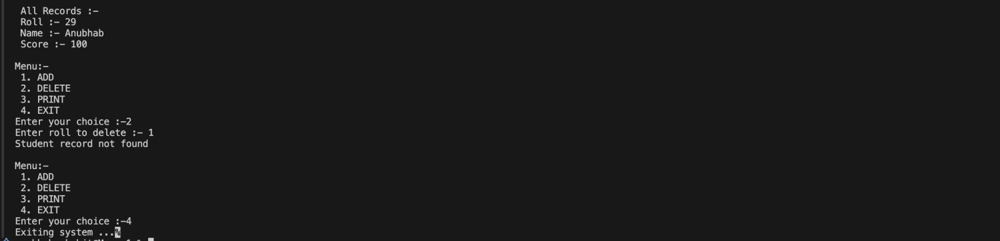 All Records :-
Roll :- 29
Name :- Anubhab
Score :- 100
Menu:-
1. ADD
2. DELETE
3. PRINT
4. EXIT
Enter your choice :-2
Enter roll to delete :- 1
Student record not found
Menu:-
1. ADD
2. DELETE
3. PRINT
4. EXIT
Enter your choice :-4
Exiting system ...%